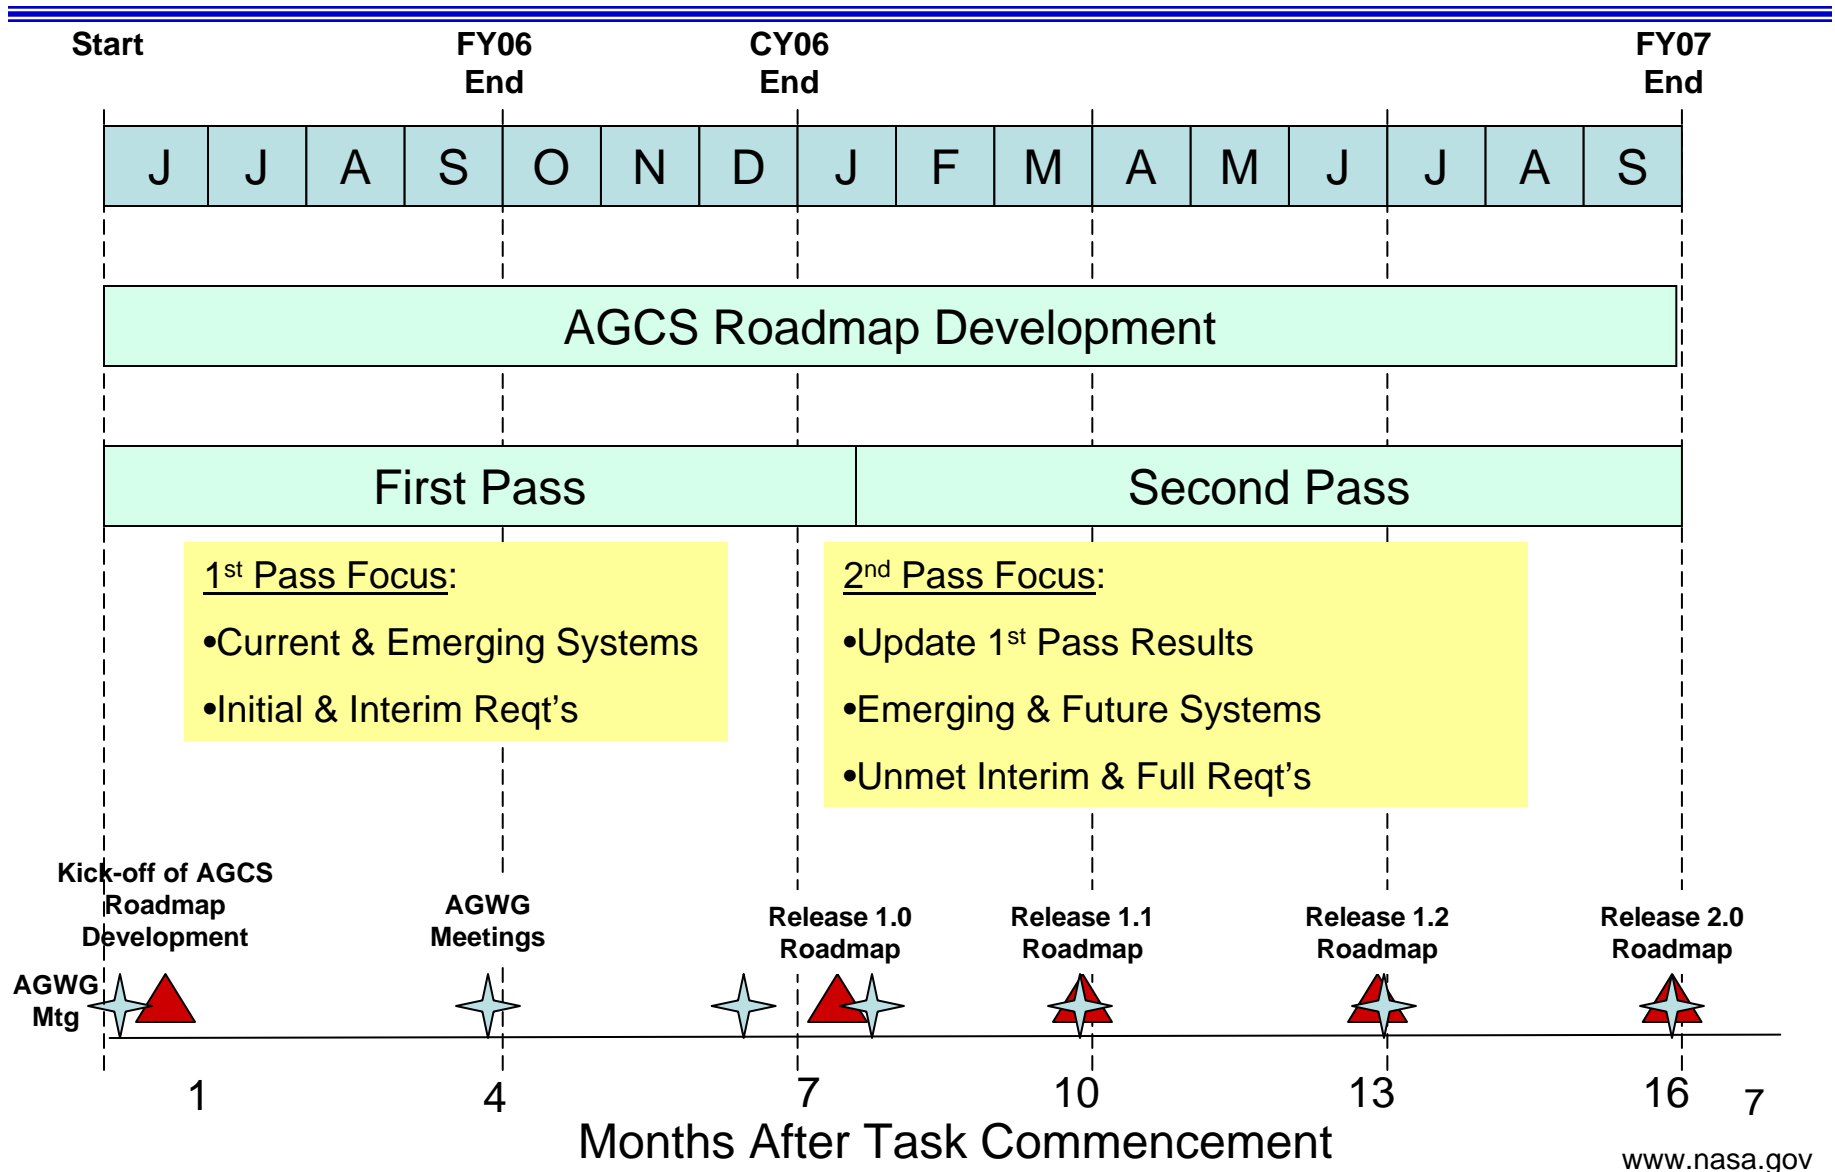 Start
FY06
End
CY06
End
FY07
End
J J A S O N D J F M A M J J A S
AGCS Roadmap Development
First Pass
Second Pass
1st Pass Focus:
•Current & Emerging Systems
•Initial & Interim Reqt’s
2nd Pass Focus:
•Update 1st Pass Results
•Emerging & Future Systems
•Unmet Interim & Full Reqt’s
Kick-off of AGCS
Roadmap
Development
AGWG
Meetings
Release 1.0
Roadmap
Release 1.1
Roadmap
Release 1.2
Roadmap
Release 2.0
Roadmap
AGWG
Mtg
1 4 7 10 13 16
7
Months After Task Commencement
www.nasa.gov